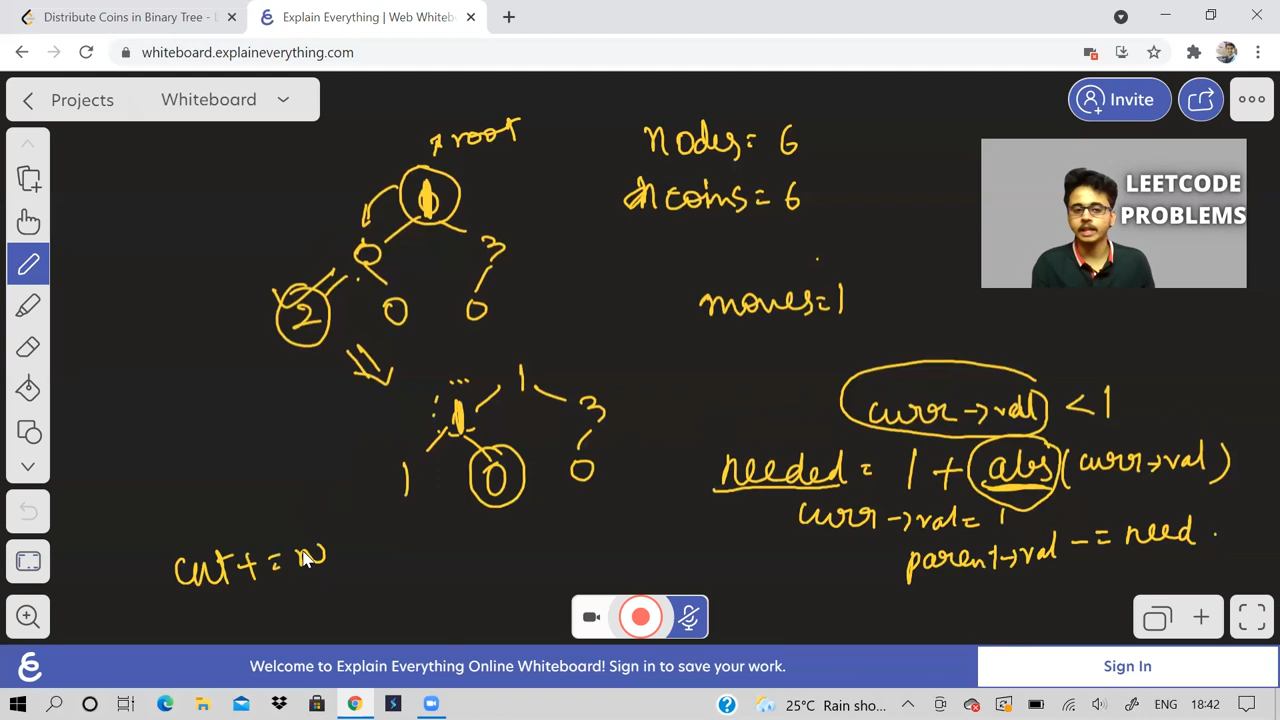 Distribute Coins in Binary Tree - L
Explain Everything | Web Whiteb
whiteboard.explaineverything.com
Projects
Whiteboard
Invite
LEETCODE
PROBLEMS
root
nodes = 6
coins = 6
0 3
2 0 0
moves = 1
1
1 3
1 0 0
curr->val < 1
needed = 1 + abs(curr->val)
curr->val = 1
parent->val -= need
cnt + = n
Welcome to Explain Everything Online Whiteboard! Sign in to save your work.
Sign In
25°C Rain sho...
ENG
18:42